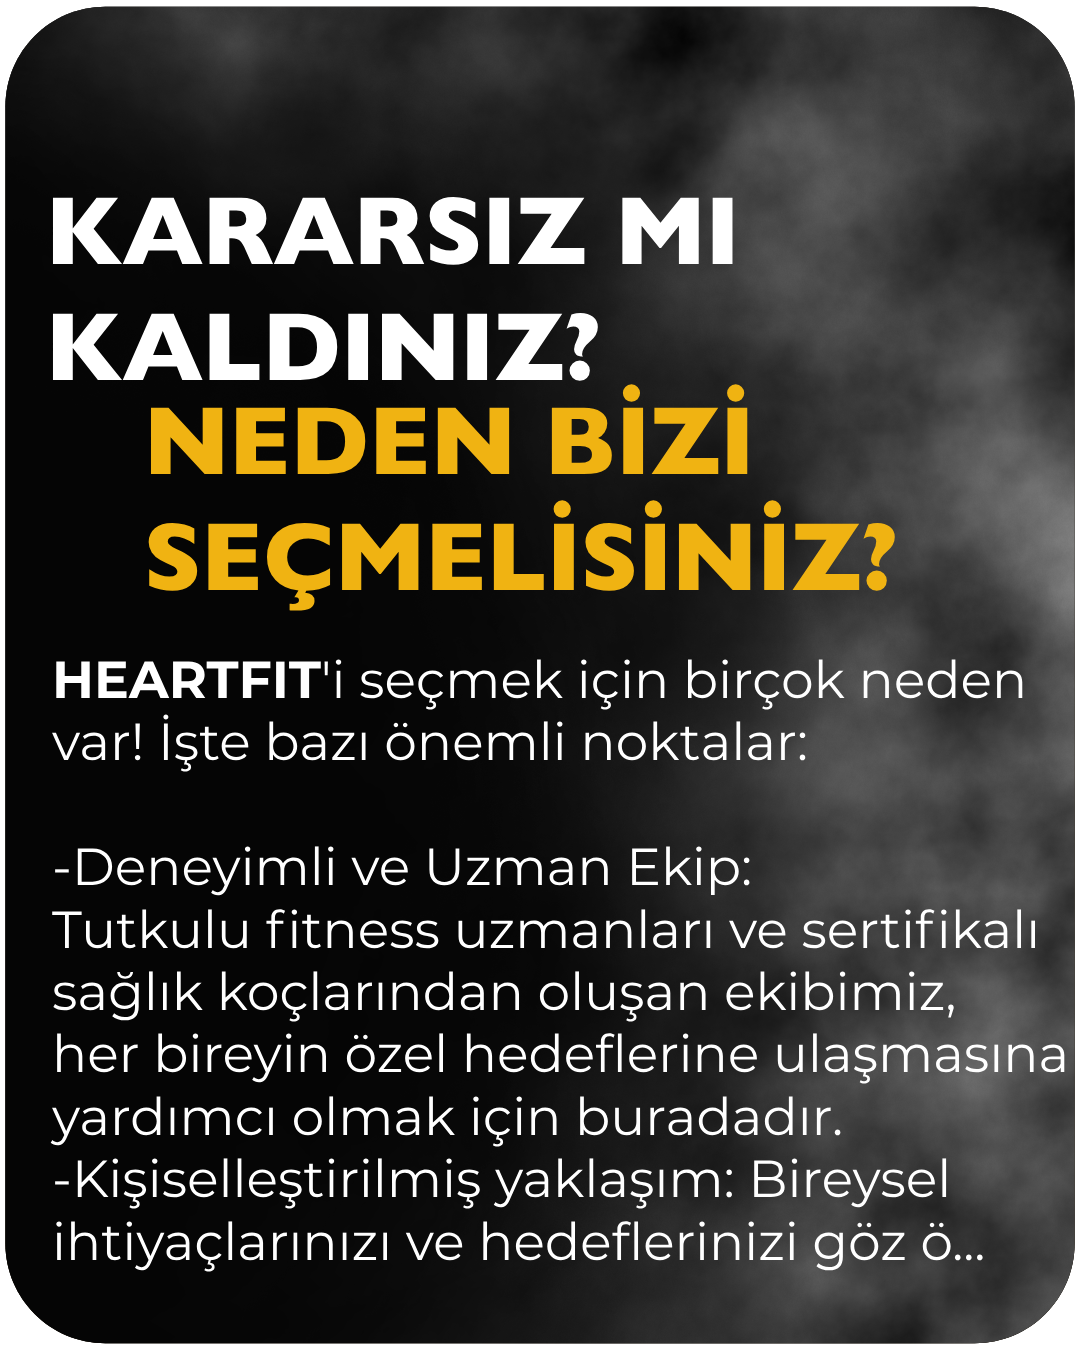 KARARSIZ MI
KALDINIZ?
NEDEN BİZİ
SEÇMELİSİNİZ?
HEARTFIT'i seçmek için birçok neden
var! İşte bazı önemli noktalar:
-Deneyimli ve Uzman Ekip:
Tutkulu fitness uzmanları ve sertifikalı
sağlık koçlarından oluşan ekibimiz,
her bireyin özel hedeflerine ulaşmasına
yardımcı olmak için buradadır.
-Kişiselleştirilmiş yaklaşım: Bireysel
ihtiyaçlarınızı ve hedeflerinizi göz ö...